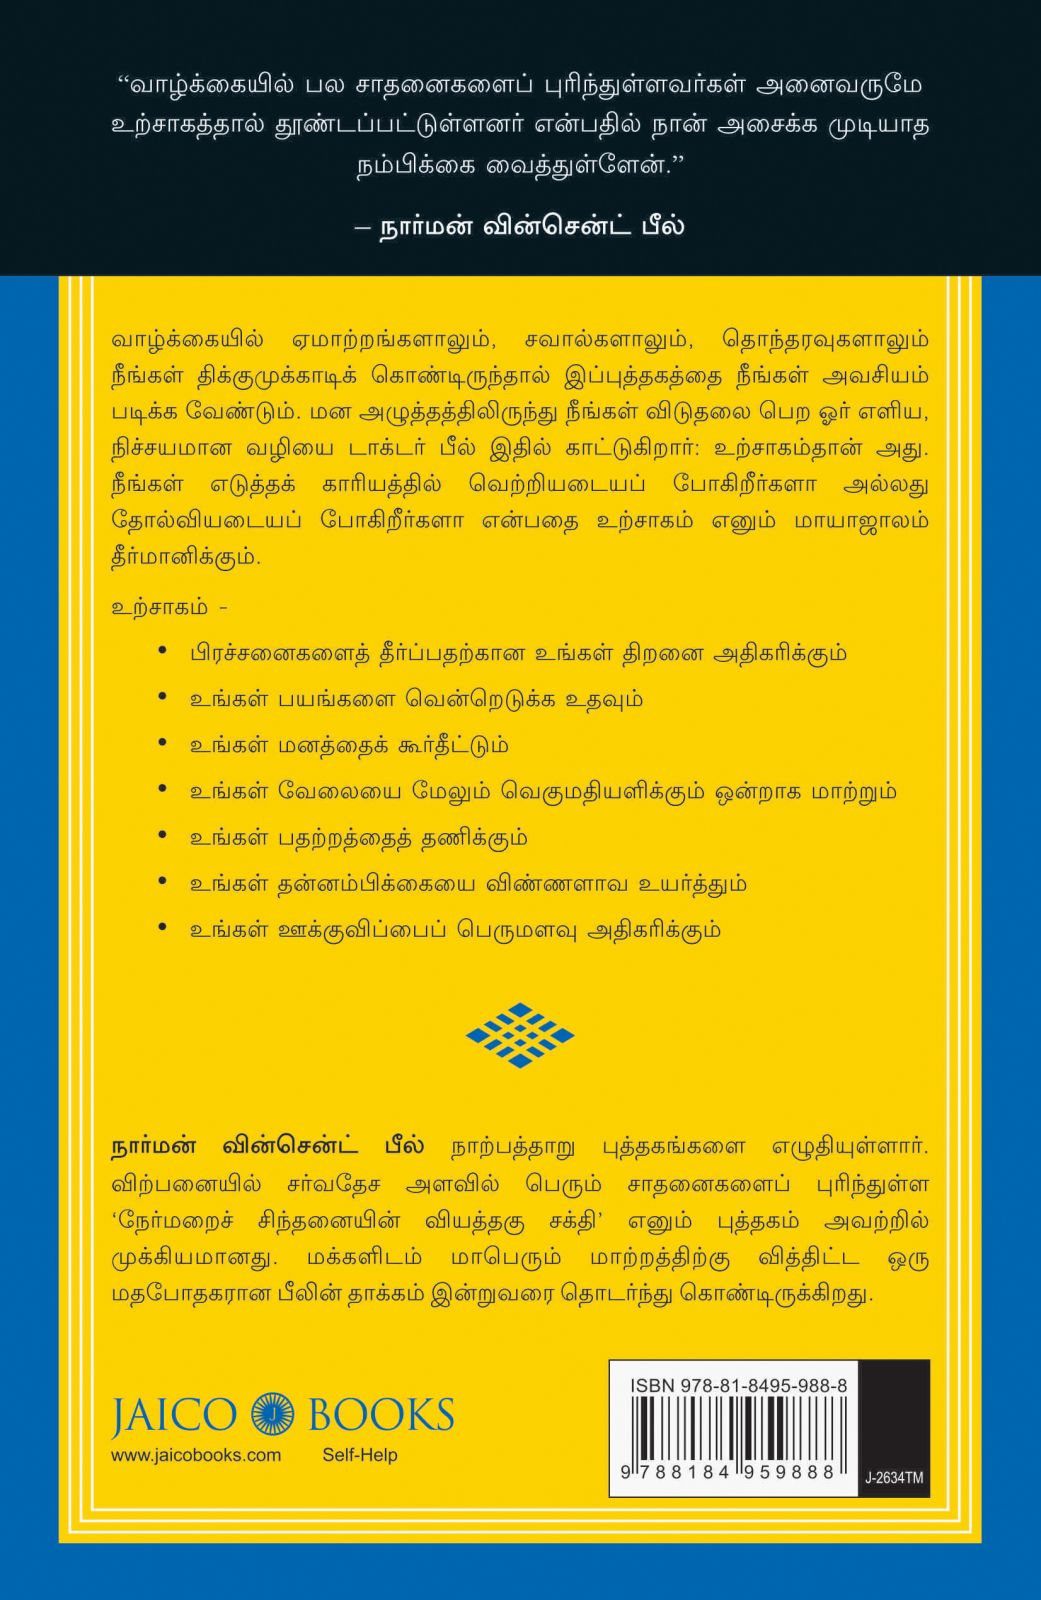 “வாழ்க்கையில் பல சாதனைகளைப் புரிந்துள்ளவர்கள் அனைவருமே
உற்சாகத்தால் தூண்டப்பட்டுள்ளனர் என்பதில் நான் அசைக்க முடியாத
நம்பிக்கை வைத்துள்ளேன்.”
– நார்மன் வின்சென்ட் பீல்
வாழ்க்கையில் ஏமாற்றங்களாலும், சவால்களாலும், தொந்தரவுகளாலும்
நீங்கள் திக்குமுக்காடிக் கொண்டிருந்தால் இப்புத்தகத்தை நீங்கள் அவசியம்
படிக்க வேண்டும். மன அழுத்தத்திலிருந்து நீங்கள் விடுதலை பெற ஓர் எளிய,
நிச்சயமான வழியை டாக்டர் பீல் இதில் காட்டுகிறார்: உற்சாகம்தான் அது.
நீங்கள் எடுத்தக் காரியத்தில் வெற்றியடையப் போகிறீர்களா அல்லது
தோல்வியடையப் போகிறீர்களா என்பதை உற்சாகம் எனும் மாயாஜாலம்
தீர்மானிக்கும்.
உற்சாகம் -
• பிரச்சனைகளைத் தீர்ப்பதற்கான உங்கள் திறனை அதிகரிக்கும்
• உங்கள் பயங்களை வென்றெடுக்க உதவும்
• உங்கள் மனத்தைக் கூர்தீட்டும்
• உங்கள் வேலையை மேலும் வெகுமதியளிக்கும் ஒன்றாக மாற்றும்
• உங்கள் பதற்றத்தைத் தணிக்கும்
• உங்கள் தன்னம்பிக்கையை விண்ணளாவ உயர்த்தும்
• உங்கள் ஊக்குவிப்பைப் பெருமளவு அதிகரிக்கும்
நார்மன் வின்சென்ட் பீல் நாற்பத்தாறு புத்தகங்களை எழுதியுள்ளார்.
விற்பனையில் சர்வதேச அளவில் பெரும் சாதனைகளைப் புரிந்துள்ள
‘நேர்மறைச் சிந்தனையின் வியத்தகு சக்தி’ எனும் புத்தகம் அவற்றில்
முக்கியமானது. மக்களிடம் மாபெரும் மாற்றத்திற்கு வித்திட்ட ஒரு
மதபோதகரான பீலின் தாக்கம் இன்றுவரை தொடர்ந்து கொண்டிருக்கிறது.
JAICO J BOOKS
www.jaicobooks.com Self-Help
ISBN 978-81-8495-988-8
9 788184 959888
J-2634TM